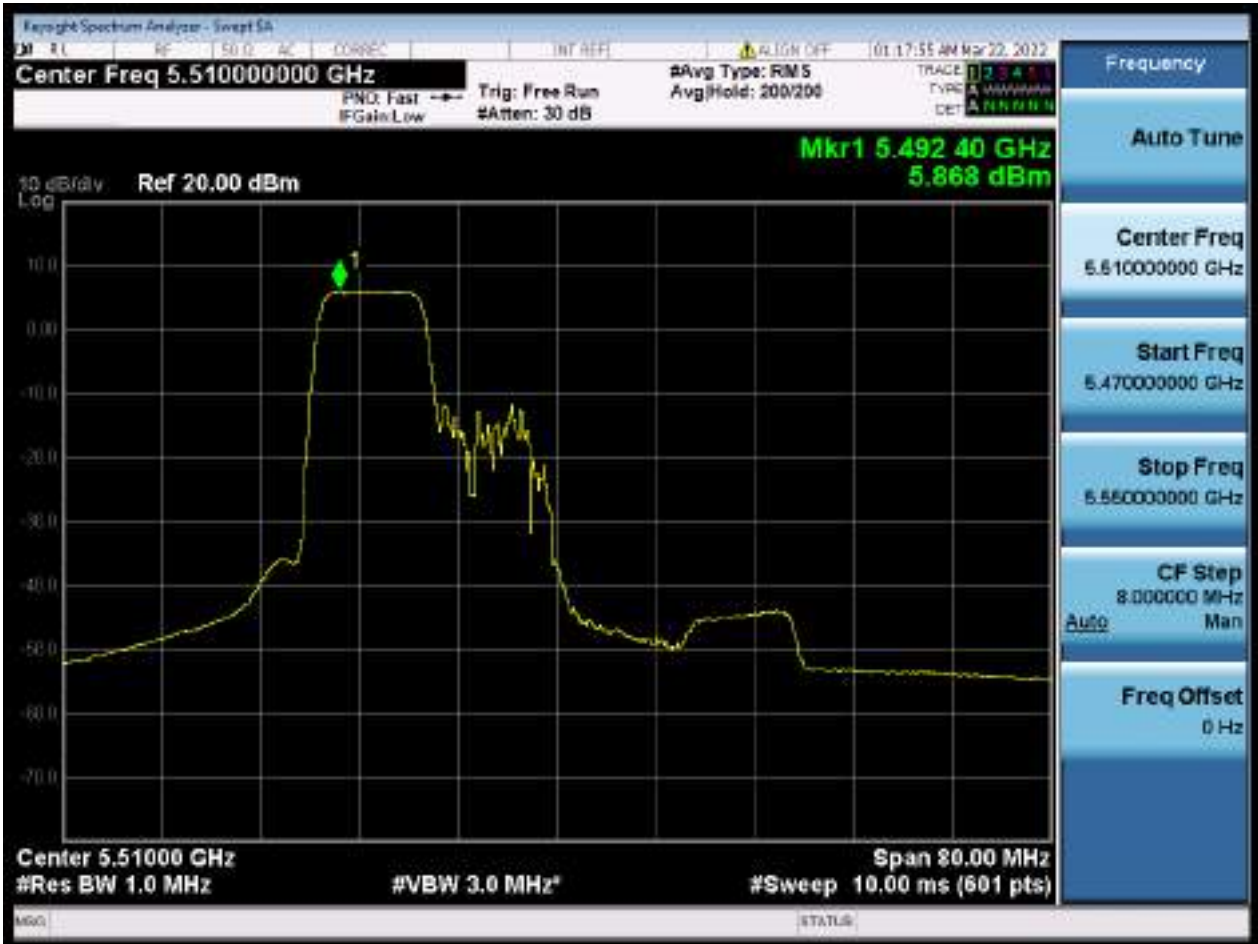 Keysight Spectrum Analyzer - Swept SA
RL RF 50 Ω AC CORREC INT REF ALIGN OFF 01:17:55 AM Mar 22, 2022
Center Freq 5.510000000 GHz
PNO: Fast
IFGain:Low
Trig: Free Run
#Atten: 30 dB
#Avg Type: RMS
Avg|Hold: 200/200
TRACE 1 2 3 4 5 6
TYPE A WWWWW
DET A N N N N N
Frequency
Mkr1 5.492 40 GHz
5.868 dBm
10 dB/div Ref 20.00 dBm
Log
1
10.0
0.00
-10.0
-20.0
-30.0
-40.0
-50.0
-60.0
-70.0
Center 5.51000 GHz
Span 80.00 MHz
#Res BW 1.0 MHz
#VBW 3.0 MHz*
#Sweep 10.00 ms (601 pts)
Auto Tune
Center Freq
5.510000000 GHz
Start Freq
5.470000000 GHz
Stop Freq
5.550000000 GHz
CF Step
8.000000 MHz
Auto Man
Freq Offset
0 Hz
MSG
STATUS